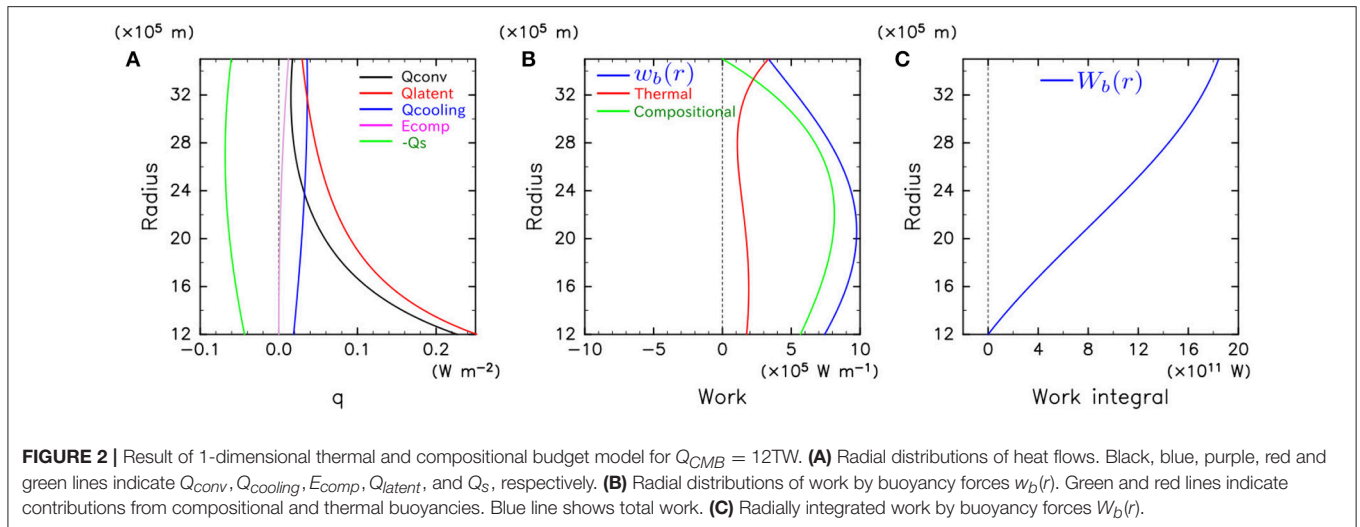 (×10⁵ m)
A
Radius
32
28
24
20
16
12
Qconv
Qlatent
Qcooling
Ecomp
-Qs
-0.1 0.0 0.1 0.2
(W m−2)
q
(×10⁵ m)
B
Radius
32
28
24
20
16
12
w_b(r)
Thermal
Compositional
-10 -5 0 5 10
(×10⁵ W m−1)
Work
(×10⁵ m)
C
Radius
32
28
24
20
16
12
W_b(r)
0 4 8 12 16 20
(×10¹¹ W)
Work integral
FIGURE 2 | Result of 1-dimensional thermal and compositional budget model for Q_CMB = 12TW. (A) Radial distributions of heat flows. Black, blue, purple, red and
green lines indicate Q_conv, Q_cooling, E_comp, Q_latent, and Q_s, respectively. (B) Radial distributions of work by buoyancy forces w_b(r). Green and red lines indicate
contributions from compositional and thermal buoyancies. Blue line shows total work. (C) Radially integrated work by buoyancy forces W_b(r).